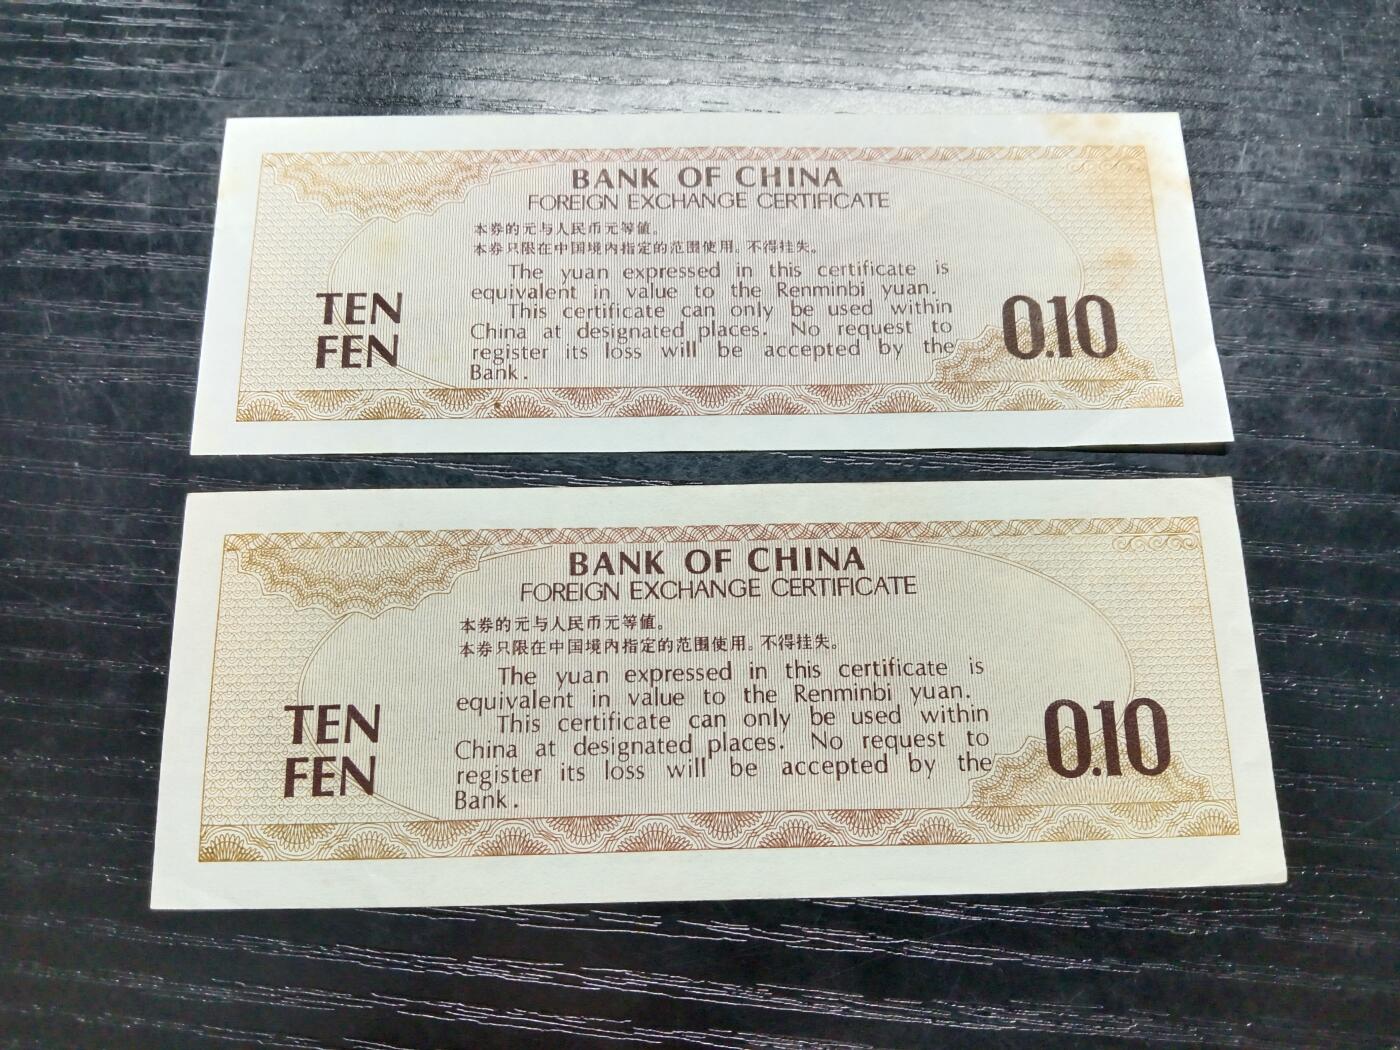 BANK OF CHINA
FOREIGN EXCHANGE CERTIFICATE
本券的元与人民币元等值。
本券只限在中国境内指定的范围使用。不得挂失。
The yuan expressed in this certificate is
equivalent in value to the Renminbi yuan.
This certificate can only be used within
China at designated places. No request to
register its loss will be accepted by the
Bank.
TEN
FEN
0.10
BANK OF CHINA
FOREIGN EXCHANGE CERTIFICATE
本券的元与人民币元等值。
本券只限在中国境内指定的范围使用。不得挂失。
The yuan expressed in this certificate is
equivalent in value to the Renminbi yuan.
This certificate can only be used within
China at designated places. No request to
register its loss will be accepted by the
Bank.
TEN
FEN
0.10